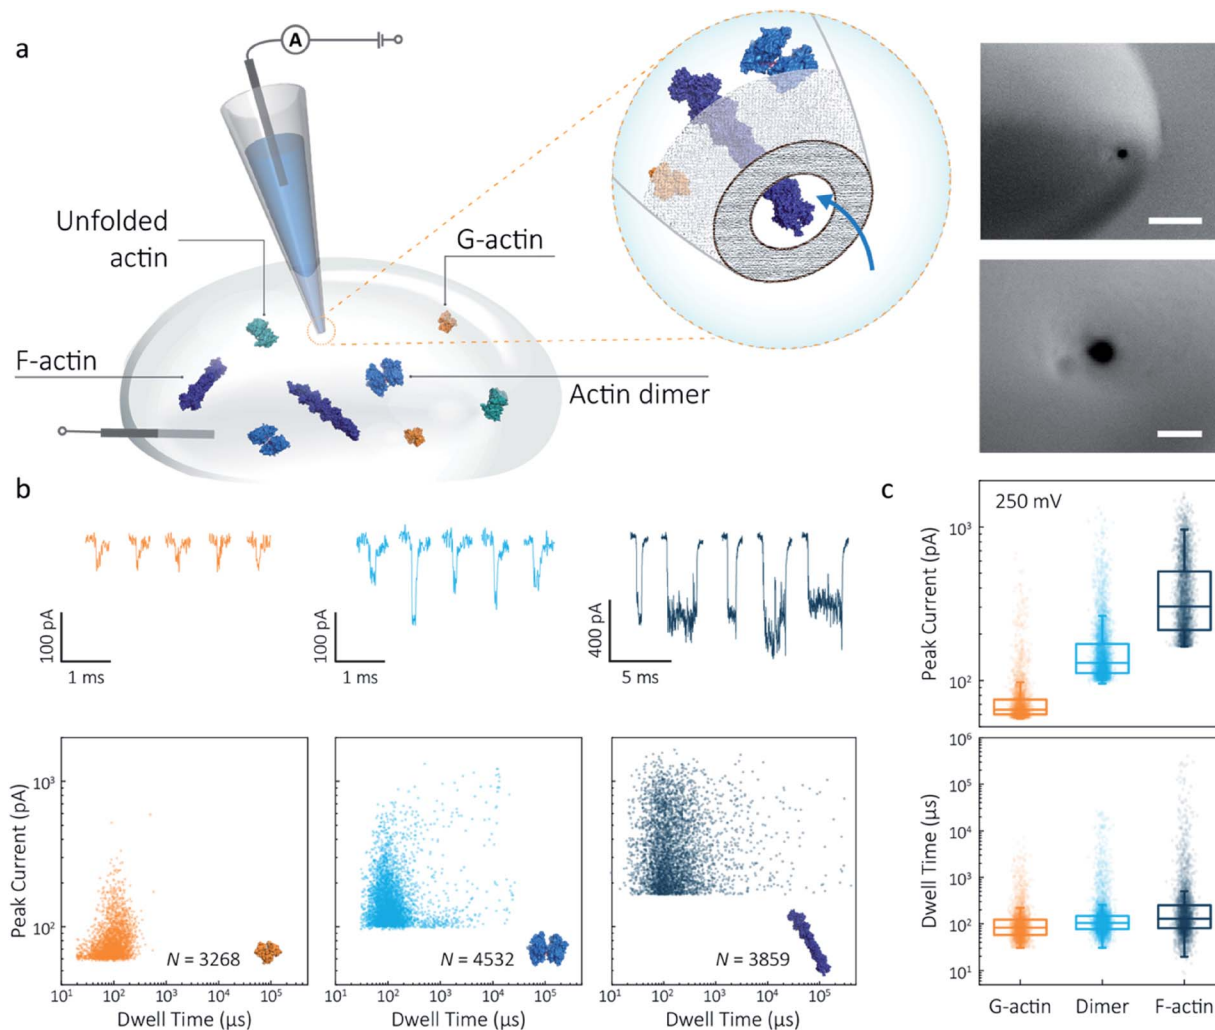 a
A
Unfolded
actin
G-actin
F-actin
Actin dimer
b
100 pA
1 ms
100 pA
1 ms
400 pA
5 ms
Peak Current (pA)
10³
10²
N = 3268
N = 4532
N = 3859
10¹ 10² 10³ 10⁴ 10⁵
10¹ 10² 10³ 10⁴ 10⁵
10¹ 10² 10³ 10⁴ 10⁵
Dwell Time (µs)
Dwell Time (µs)
Dwell Time (µs)
c
250 mV
Peak Current (pA)
10³
10²
Dwell Time (µs)
10⁶
10⁵
10⁴
10³
10²
10¹
G-actin Dimer F-actin